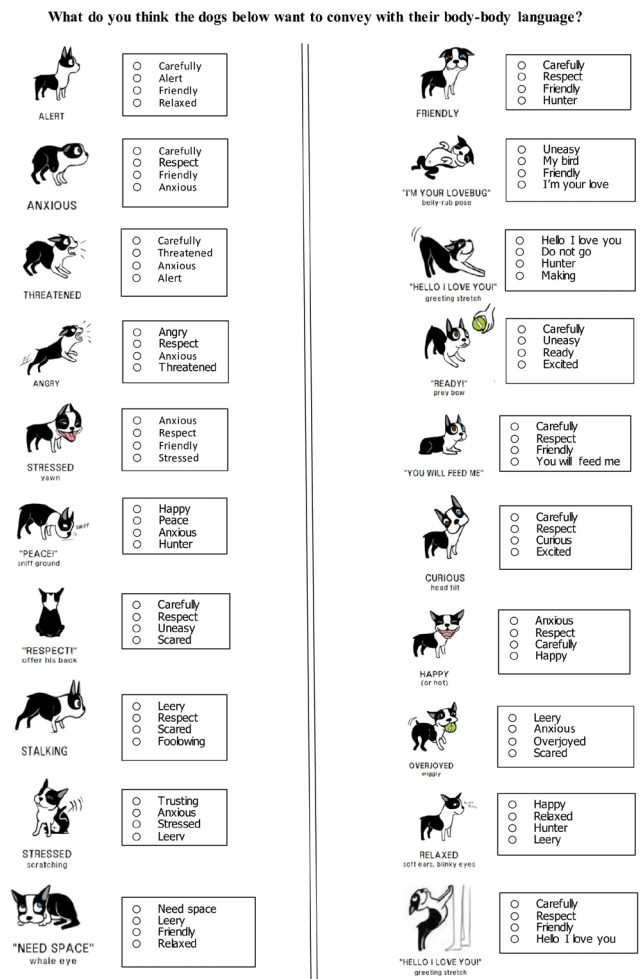 What do you think the dogs below want to convey with their body-body language?
ALERT
Carefully
Alert
Friendly
Relaxed
ANXIOUS
Carefully
Respect
Friendly
Anxious
THREATENED
Carefully
Threatened
Anxious
Alert
ANGRY
Angry
Respect
Anxious
Threatened
STRESSED
yawn
Anxious
Respect
Friendly
Stressed
SNIFF
"PEACE!"
sniff ground
Happy
Peace
Anxious
Hunter
"RESPECT!"
offer his back
Carefully
Respect
Uneasy
Scared
STALKING
Leery
Respect
Scared
Foolowing
STRESSED
scratching
Trusting
Anxious
Stressed
Leery
"NEED SPACE"
whale eye
Need space
Leery
Friendly
Relaxed
FRIENDLY
Carefully
Respect
Friendly
Hunter
"I'M YOUR LOVEBUG"
belly-rub pose
Uneasy
My bird
Friendly
I'm your love
"HELLO I LOVE YOU!"
greeting stretch
Hello I love you
Do not go
Hunter
Making
"READY!"
prey bow
Carefully
Uneasy
Ready
Excited
"YOU WILL FEED ME"
Carefully
Respect
Friendly
You will feed me
CURIOUS
head tilt
Carefully
Respect
Curious
Excited
HAPPY
(or hot)
Anxious
Respect
Carefully
Happy
OVERJOYED
wiggly
Leery
Anxious
Overjoyed
Scared
RELAXED
soft ears, blinky eyes
Happy
Relaxed
Hunter
Leery
"HELLO I LOVE YOU!"
greeting stretch
Carefully
Respect
Friendly
Hello I love you